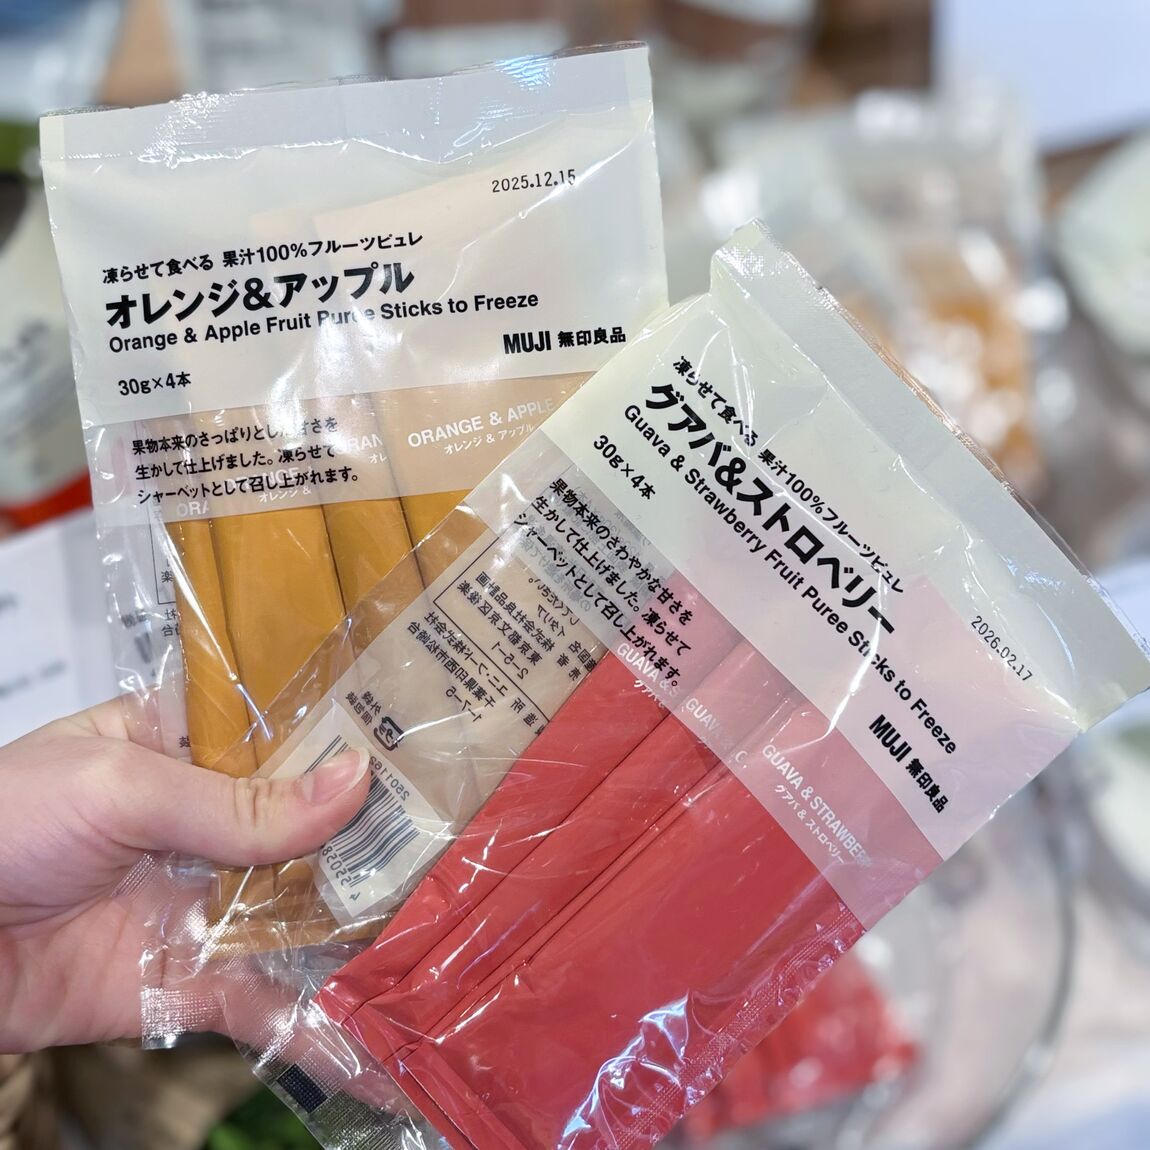 2025.12.15
凍らせて食べる 果汁100%フルーツピュレ
オレンジ&アップル
Orange & Apple Fruit Puree Sticks to Freeze
MUJI 無印良品
30g×4本
果物本来のさっぱりとした甘さを
生かして仕上げました。凍らせて
シャーベットとして召し上がれます。
ORANGE & APPLE
オレンジ & アップル
凍らせて食べる 果汁100%フルーツピュレ
グアバ&ストロベリー
Guava & Strawberry Fruit Puree Sticks to Freeze
30g×4本
2026.02.17
MUJI 無印良品
果物本来のさわやかな甘さを
生かして仕上げました。凍らせて
シャーベットとして召し上がれます。
GUAVA & S
グアバ
GUAVA
GUAVA & STRAWBER
グアバ & ストロベリー